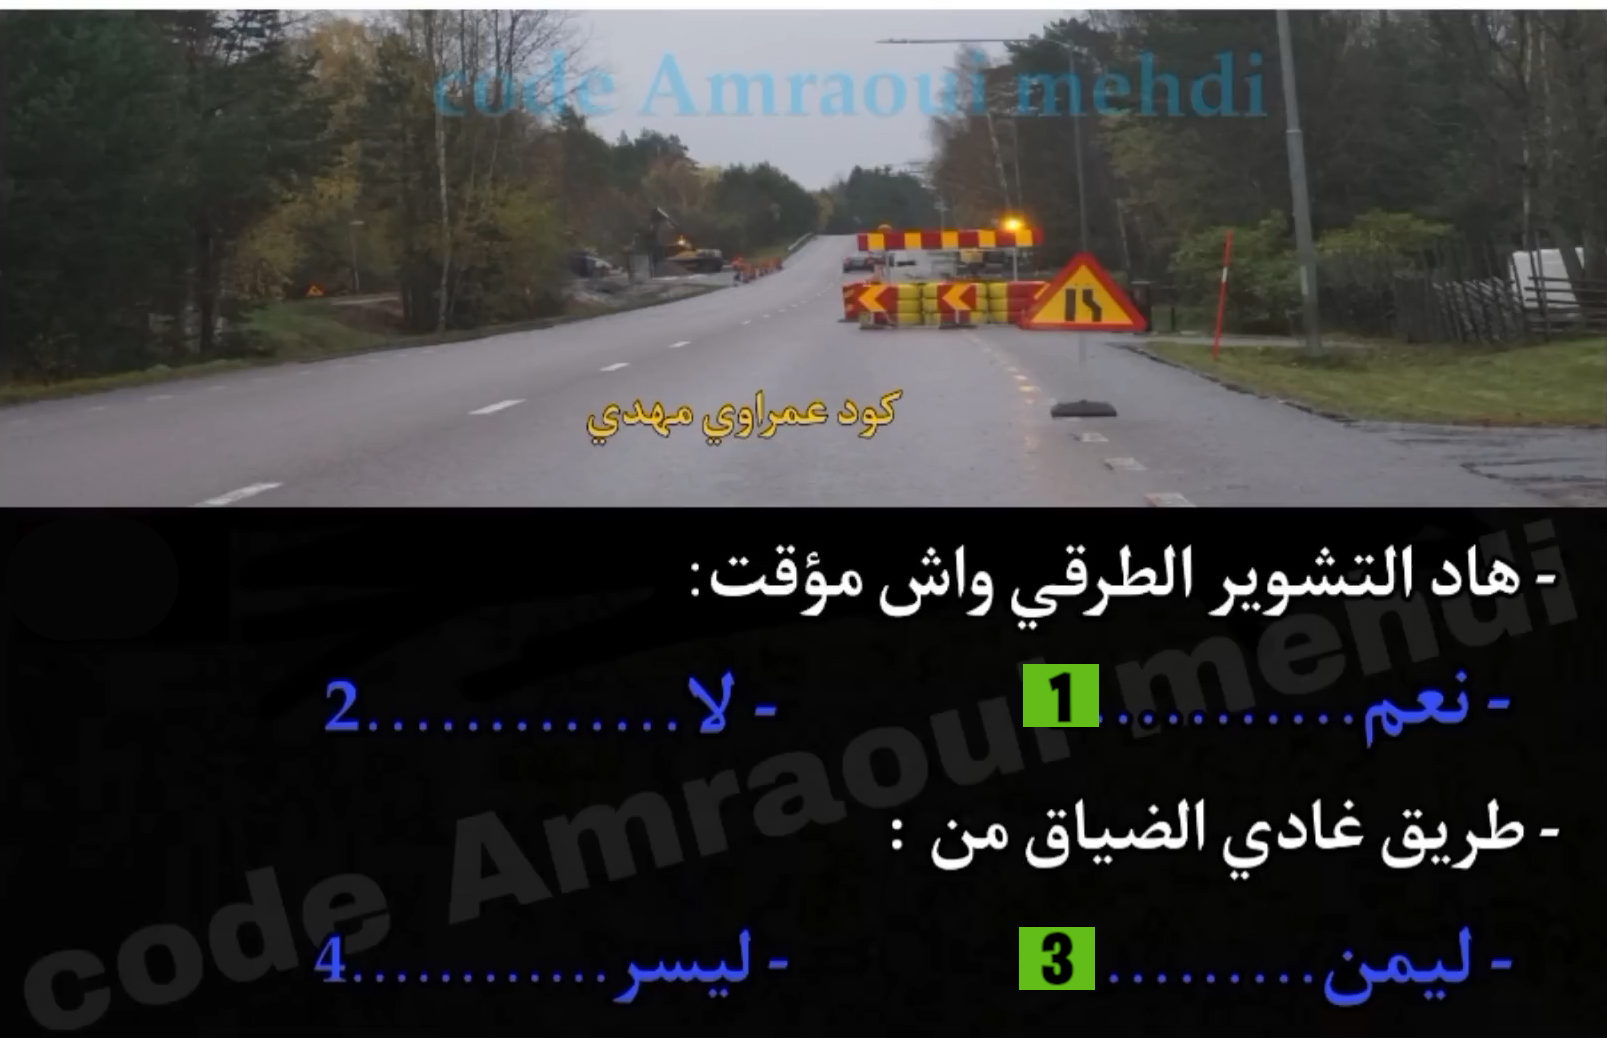 code Amraoui mehdi
كود عمراوي مهدي
- هاد التشوير الطرقي واش مؤقت:
- نعم............1 - لا.............2
- طريق غادي الضياق من :
- ليمن.........3 - ليسر............4
code Amraoui mehdi